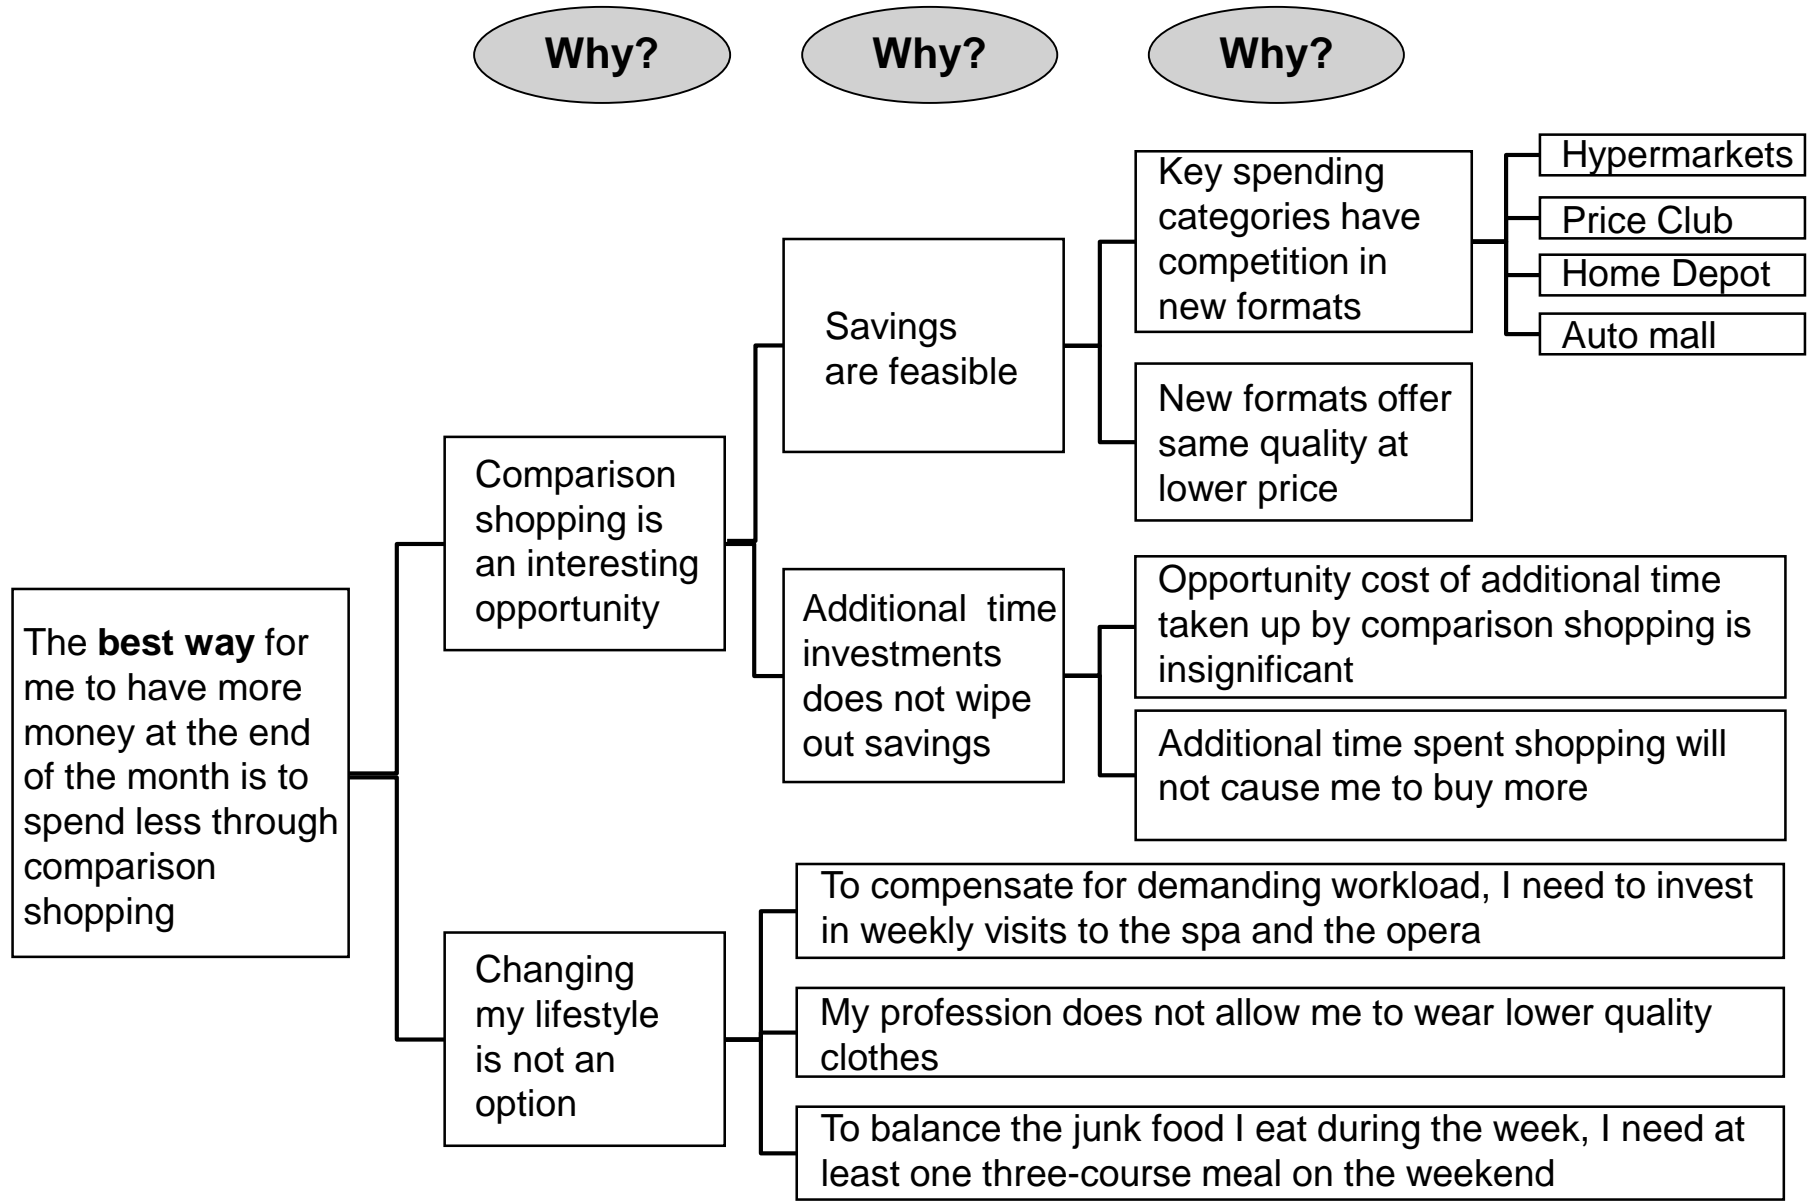 Why?
Why?
Why?
The best way for
me to have more
money at the end
of the month is to
spend less through
comparison
shopping
Comparison
shopping is
an interesting
opportunity
Savings
are feasible
Key spending
categories have
competition in
new formats
Hypermarkets
Price Club
Home Depot
Auto mall
New formats offer
same quality at
lower price
Additional time
investments
does not wipe
out savings
Opportunity cost of additional time
taken up by comparison shopping is
insignificant
Additional time spent shopping will
not cause me to buy more
Changing
my lifestyle
is not an
option
To compensate for demanding workload, I need to invest
in weekly visits to the spa and the opera
My profession does not allow me to wear lower quality
clothes
To balance the junk food I eat during the week, I need at
least one three-course meal on the weekend